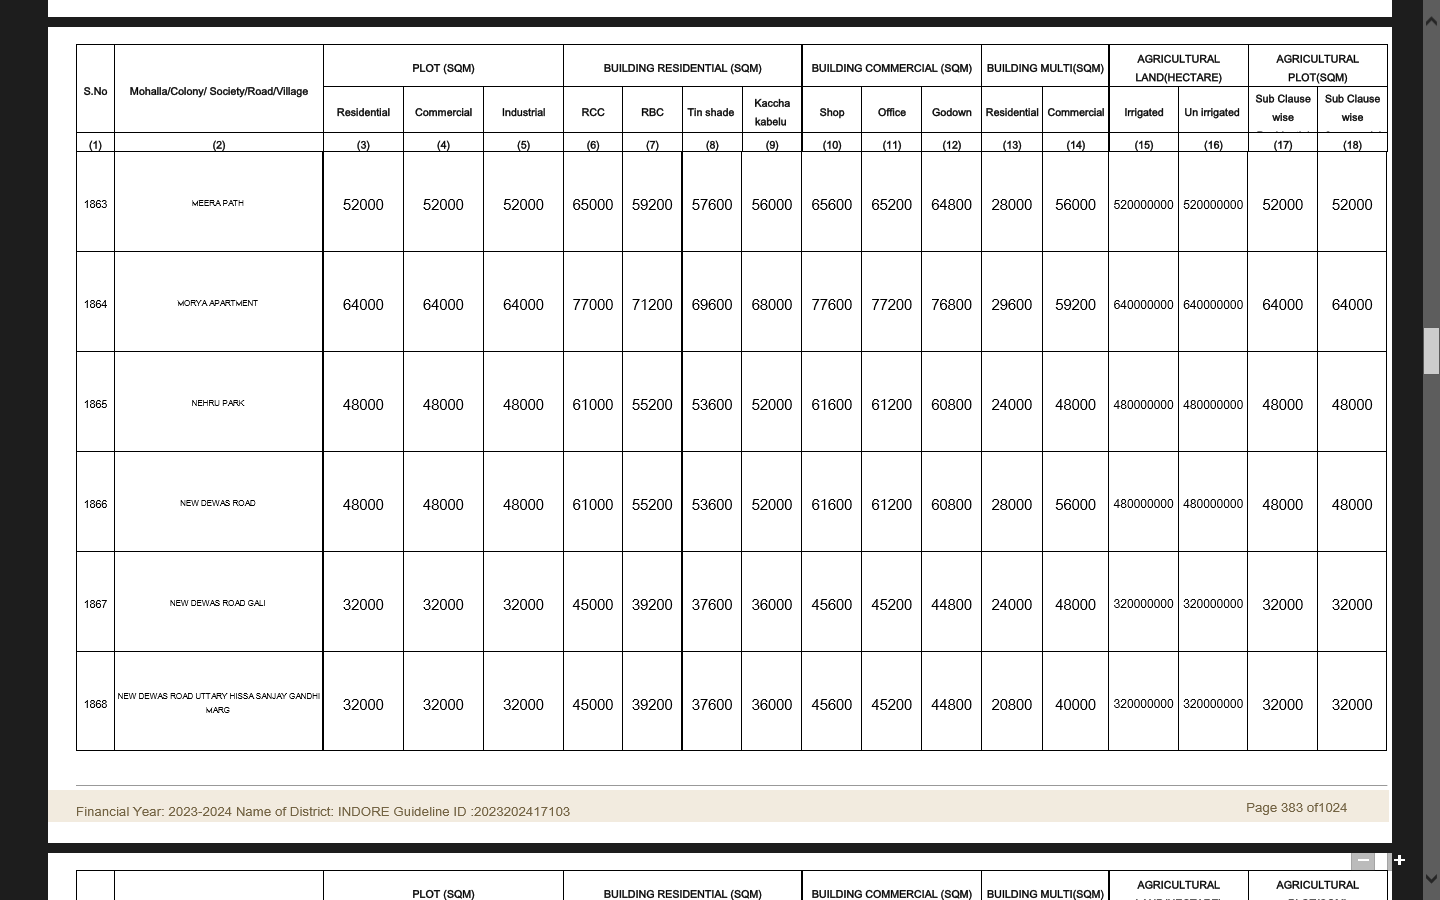 PLOT (SQM) BUILDING RESIDENTIAL (SQM) BUILDING COMMERCIAL (SQM) BUILDING MULTI(SQM) AGRICULTURAL LAND(HECTARE) AGRICULTURAL PLOT(SQM)
S.No Mohalla/Colony/ Society/Road/Village Residential Commercial Industrial RCC RBC Tin shade Kaccha kabelu Shop Office Godown Residential Commercial Irrigated Un irrigated Sub Clause wise Sub Clause wise
(1) (2) (3) (4) (5) (6) (7) (8) (9) (10) (11) (12) (13) (14) (15) (16) (17) (18)
1863 MEERA PATH 52000 52000 52000 65000 59200 57600 56000 65600 65200 64800 28000 56000 520000000 520000000 52000 52000
1864 MORYA APARTMENT 64000 64000 64000 77000 71200 69600 68000 77600 77200 76800 29600 59200 640000000 640000000 64000 64000
1865 NEHRU PARK 48000 48000 48000 61000 55200 53600 52000 61600 61200 60800 24000 48000 480000000 480000000 48000 48000
1866 NEW DEWAS ROAD 48000 48000 48000 61000 55200 53600 52000 61600 61200 60800 28000 56000 480000000 480000000 48000 48000
1867 NEW DEWAS ROAD GALI 32000 32000 32000 45000 39200 37600 36000 45600 45200 44800 24000 48000 320000000 320000000 32000 32000
1868 NEW DEWAS ROAD UTTARY HISSA SANJAY GANDHI MARG 32000 32000 32000 45000 39200 37600 36000 45600 45200 44800 20800 40000 320000000 320000000 32000 32000
Financial Year: 2023-2024 Name of District: INDORE Guideline ID :2023202417103 Page 383 of1024
PLOT (SQM) BUILDING RESIDENTIAL (SQM) BUILDING COMMERCIAL (SQM) BUILDING MULTI(SQM) AGRICULTURAL AGRICULTURAL